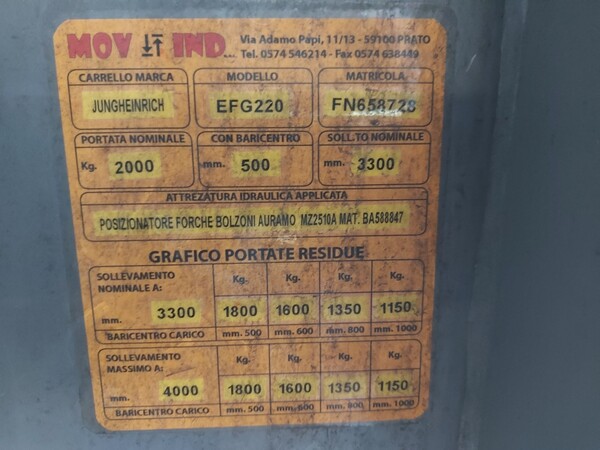 MOV IND... Via Adamo Papi, 11/13 - 59100 PRATO
Tel. 0574 546214 - Fax 0574 638449
CARRELLO MARCA MODELLO MATRICOLA
JUNGHEINRICH EFG220 FN658728
PORTATA NOMINALE CON BARICENTRO SOLL.TO NOMINALE
Kg. 2000 mm. 500 mm. 3300
ATTREZATURA IDRAULICA APPLICATA
POSIZIONATORE FORCHE BOLZONI AURAMO MZ2510A MAT. BA588847
GRAFICO PORTATE RESIDUE
SOLLEVAMENTO Kg. Kg. Kg. Kg.
NOMINALE A:
mm. 3300 1800 1600 1350 1150
BARICENTRO CARICO mm. 500 mm. 600 mm. 800 mm. 1000
SOLLEVAMENTO Kg. Kg. Kg. Kg.
MASSIMO A:
mm. 4000 1800 1600 1350 1150
BARICENTRO CARICO mm. 500 mm. 600 mm. 800 mm. 1000